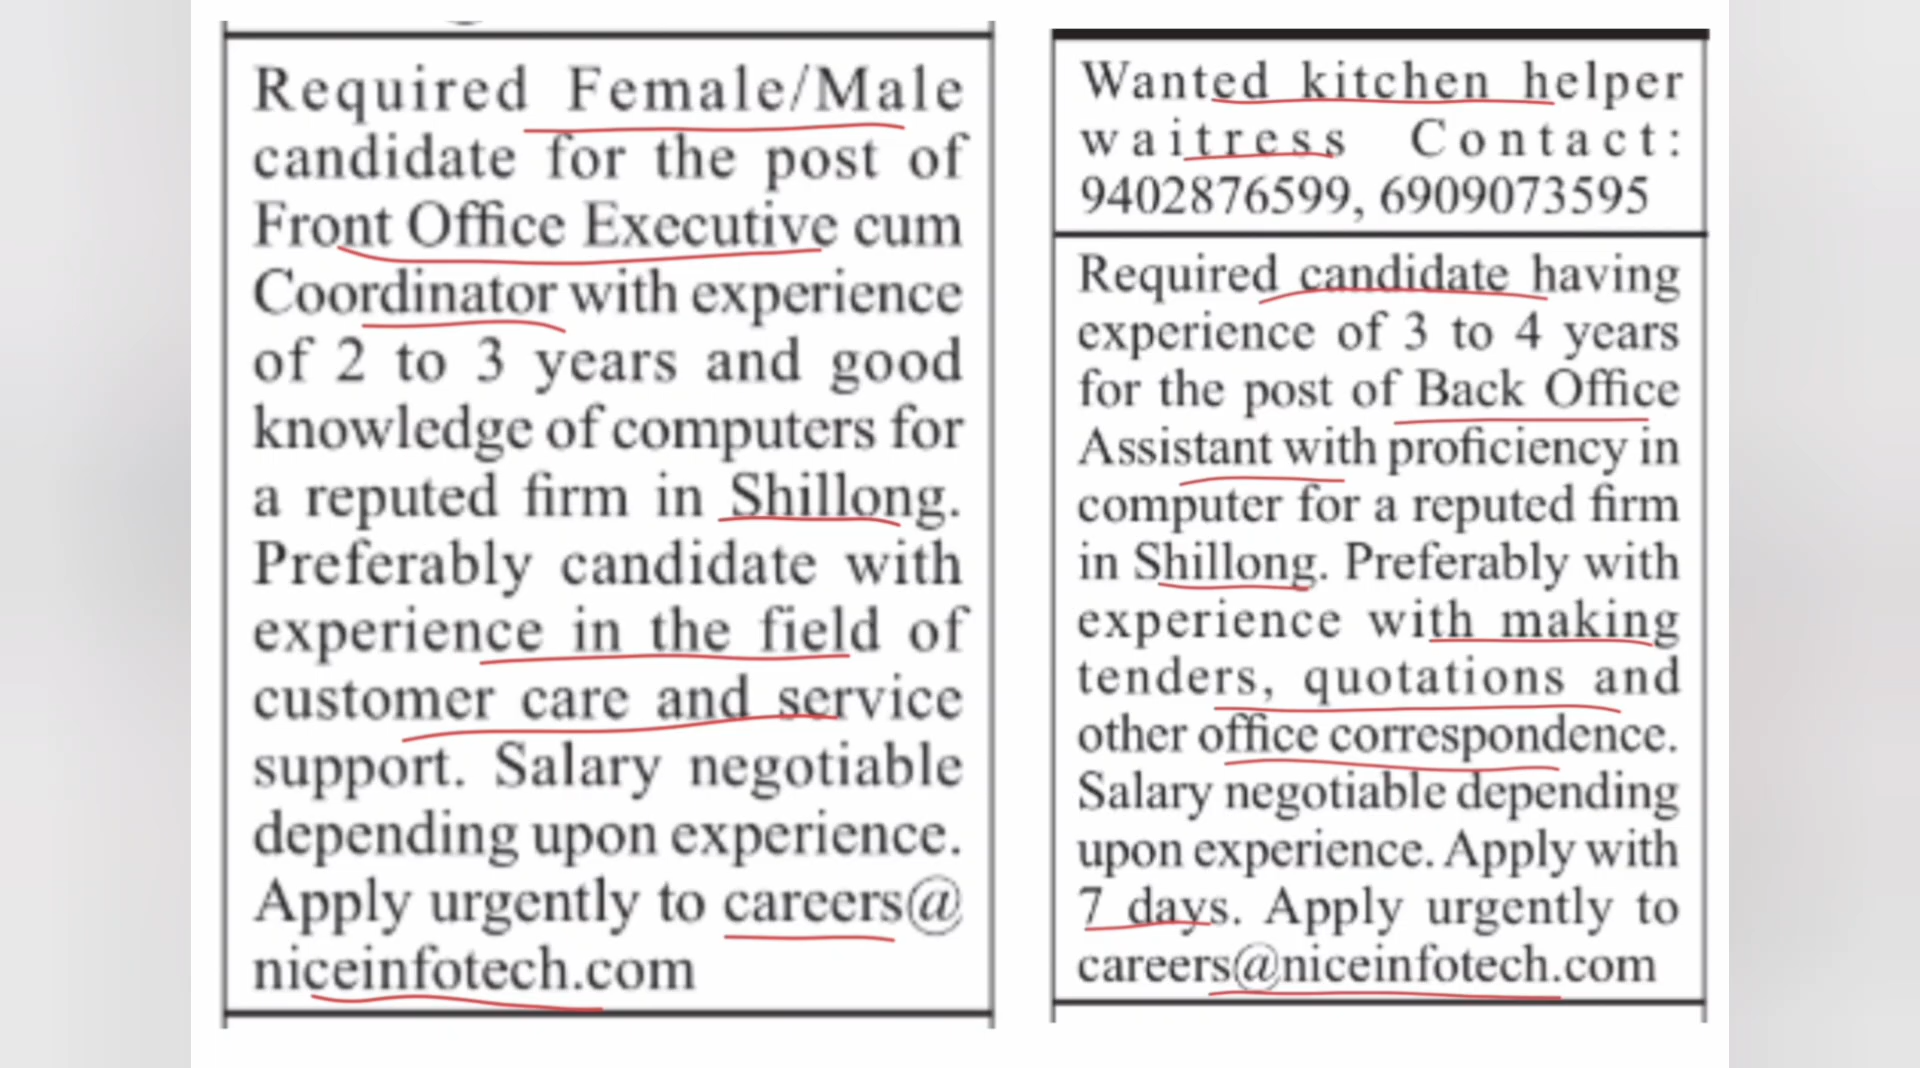 Required Female/Male
candidate for the post of
Front Office Executive cum
Coordinator with experience
of 2 to 3 years and good
knowledge of computers for
a reputed firm in Shillong.
Preferably candidate with
experience in the field of
customer care and service
support. Salary negotiable
depending upon experience.
Apply urgently to careers@
niceinfotech.com
Wanted kitchen helper
waitress Contact:
9402876599, 6909073595
Required candidate having
experience of 3 to 4 years
for the post of Back Office
Assistant with proficiency in
computer for a reputed firm
in Shillong. Preferably with
experience with making
tenders, quotations and
other office correspondence.
Salary negotiable depending
upon experience. Apply with
7 days. Apply urgently to
careers@niceinfotech.com